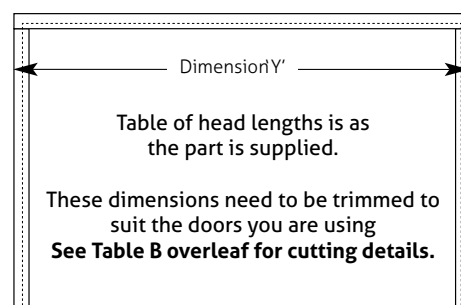 Dimension‘Y’
Table of head lengths is as
the part is supplied.
These dimensions need to be trimmed to
suit the doors you are using
See Table B overleaf for cutting details.